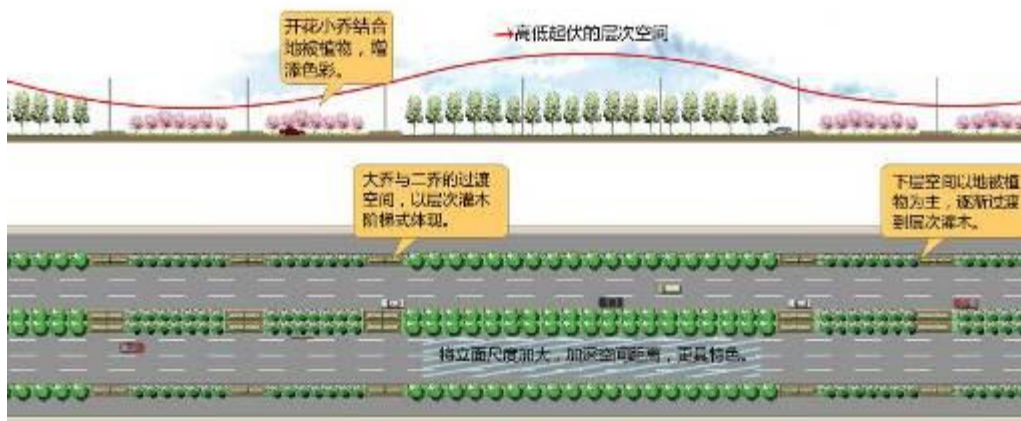 开花小乔结合
地被植物，增
添色彩。
→高低起伏的层次空间
大乔与二乔的过渡
空间，以层次灌木
阶梯式体现。
下层空间以地被植
物为主，逐渐过渡
到层次灌木。
将立面尺度加大，加深空间距离，更具特色。